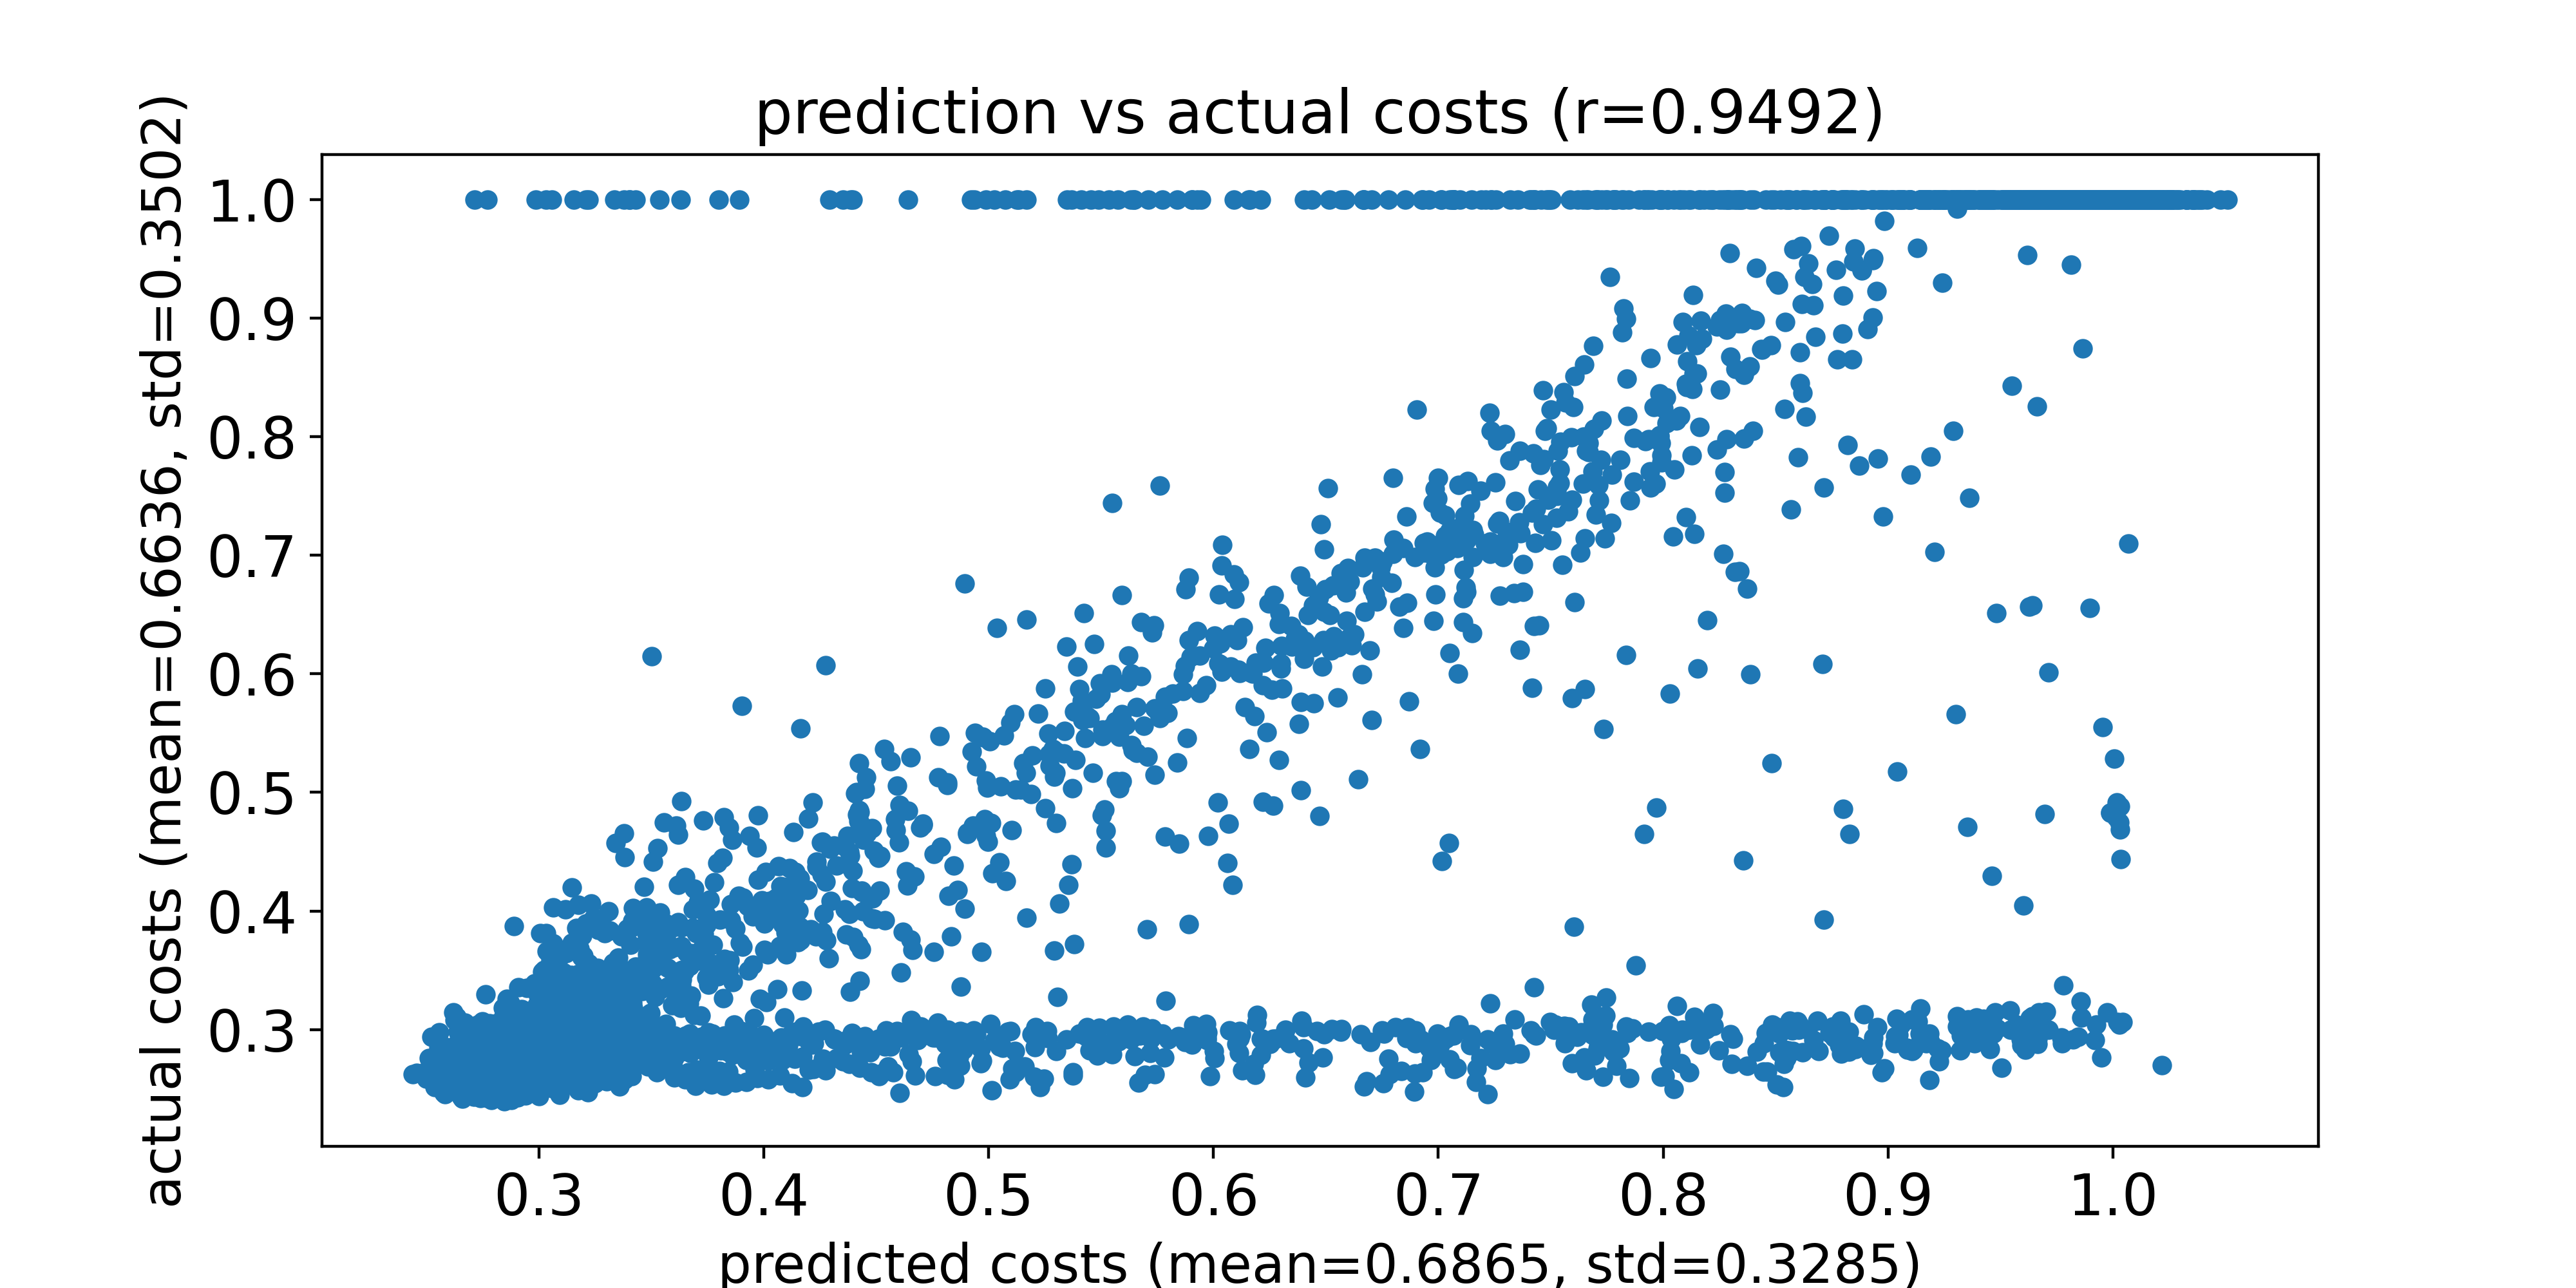 prediction vs actual costs (r=0.9492)
actual costs (mean=0.6636, std=0.3502)
1.0
0.9
0.8
0.7
0.6
0.5
0.4
0.3
0.3 0.4 0.5 0.6 0.7 0.8 0.9 1.0
predicted costs (mean=0.6865, std=0.3285)